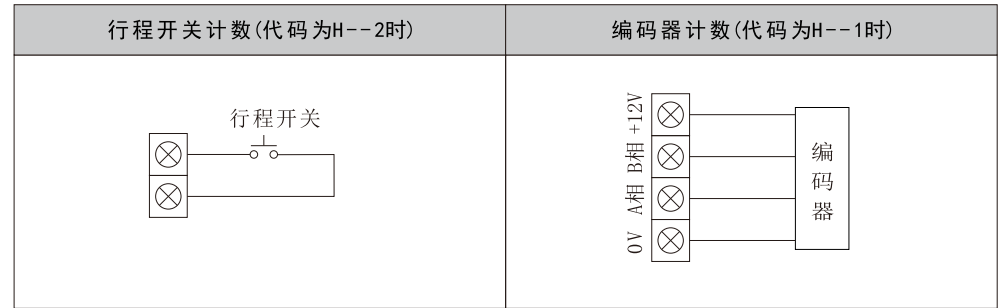 行程开关计数(代码为H--2时)
编码器计数(代码为H--1时)
行程开关
+12V
B相
A相
0V
编
码
器